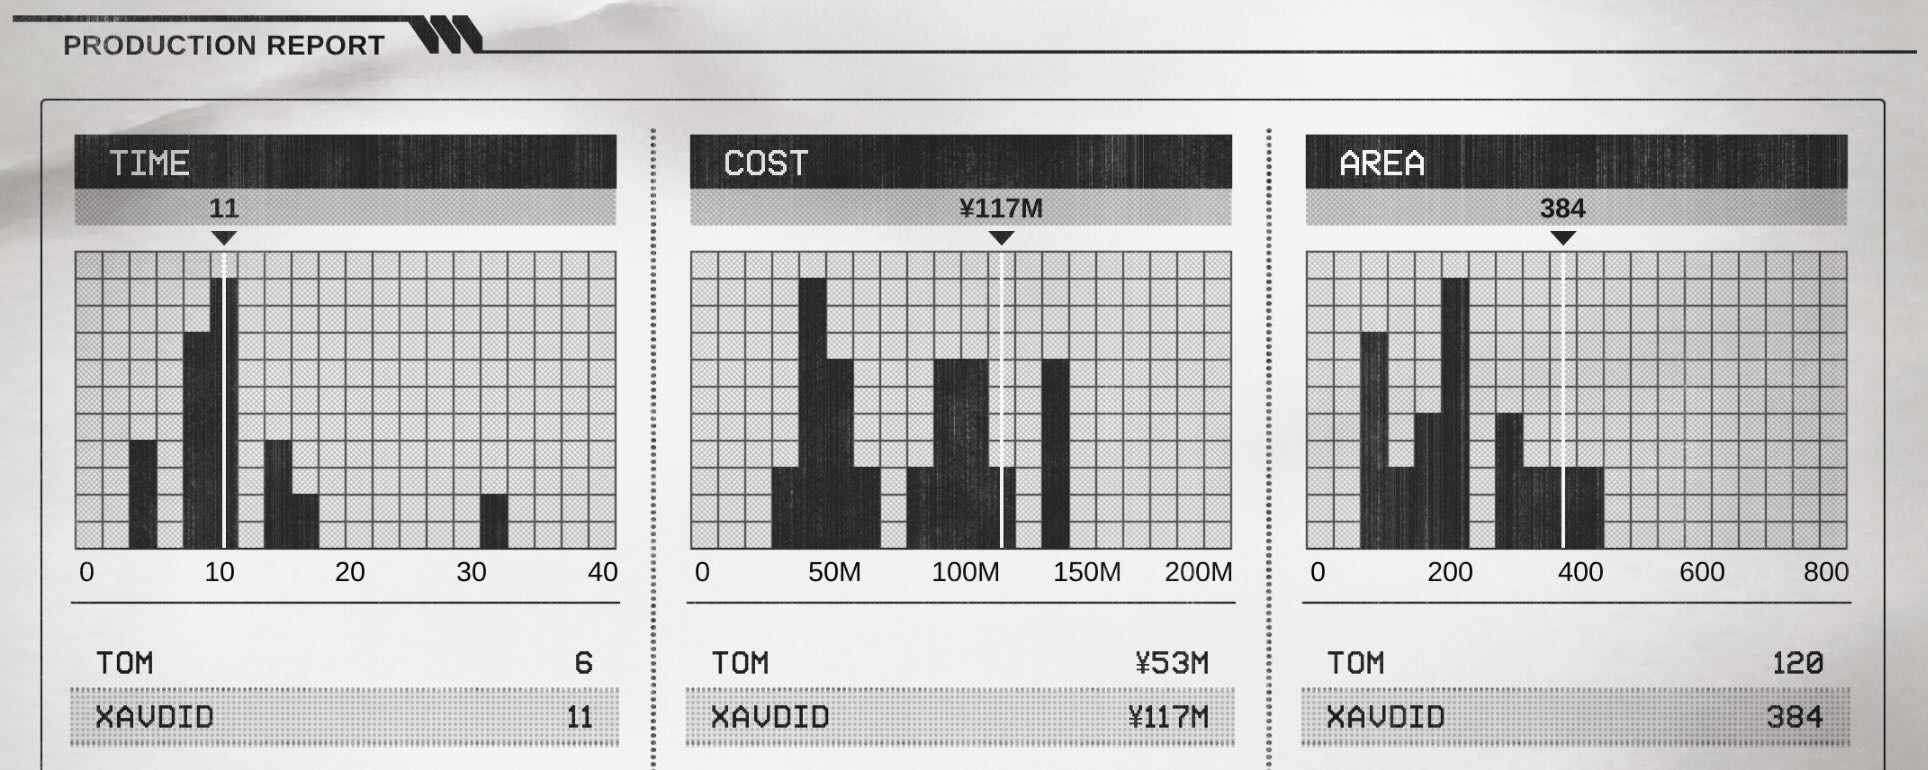 PRODUCTION REPORT
TIME
11
0 10 20 30 40
TOM 6
XAVDID 11
COST
¥117M
0 50M 100M 150M 200M
TOM ¥53M
XAVDID ¥117M
AREA
384
0 200 400 600 800
TOM 120
XAVDID 384